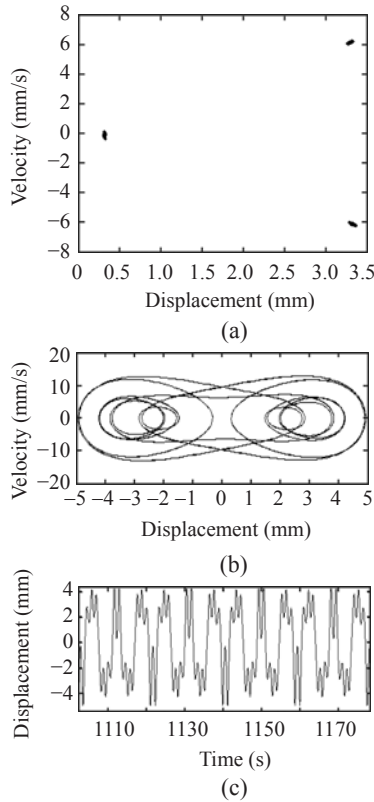 8
6
4
2
0
−2
−4
−6
−8
Velocity (mm/s)
0 0.5 1.0 1.5 2.0 2.5 3.0 3.5
Displacement (mm)
(a)
20
10
0
−10
−20
Velocity (mm/s)
−5 −4 −3 −2 −1 0 1 2 3 4 5
Displacement (mm)
(b)
4
2
0
−2
−4
Displacement (mm)
1110 1130 1150 1170
Time (s)
(c)